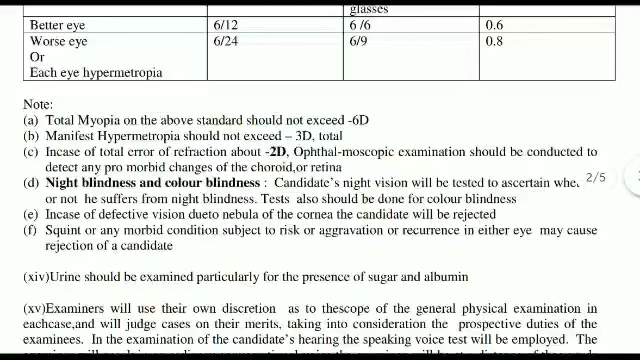 glasses
Better eye 6/12 6 /6 0.6
Worse eye 6/24 6/9 0.8
Or
Each eye hypermetropia
Note:
(a) Total Myopia on the above standard should not exceed -6D
(b) Manifest Hypermetropia should not exceed – 3D, total
(c) Incase of total error of refraction about -2D, Ophthal-moscopic examination should be conducted to
detect any pro morbid changes of the choroid,or retina
(d) Night blindness and colour blindness : Candidate's night vision will be tested to ascertain whe
2/5
or not he suffers from night blindness. Tests also should be done for colour blindness
(e) Incase of defective vision dueto nebula of the cornea the candidate will be rejected
(f) Squint or any morbid condition subject to risk or aggravation or recurrence in either eye may cause
rejection of a candidate
(xiv)Urine should be examined particularly for the presence of sugar and albumin
(xv)Examiners will use their own discretion as to thescope of the general physical examination in
eachcase,and will judge cases on their merits, taking into consideration the prospective duties of the
examinees. In the examination of the candidate's hearing the speaking voice test will be employed. The